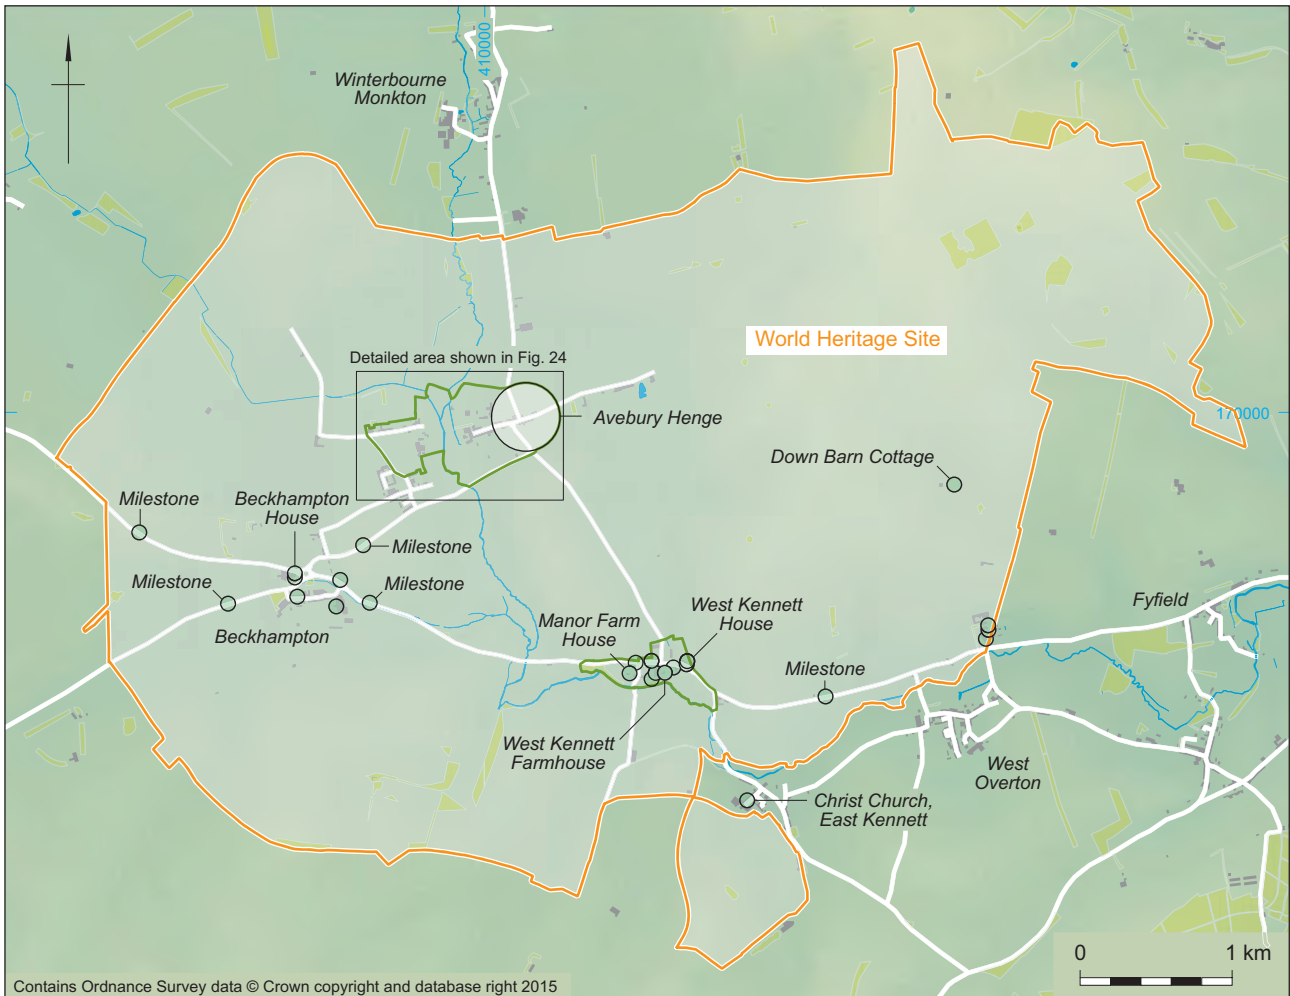 410000
Winterbourne
Monkton
World Heritage Site
Detailed area shown in Fig. 24
Avebury Henge
170000
Down Barn Cottage
Milestone
Beckhampton
House
Milestone
Milestone
Milestone
Beckhampton
Manor Farm
House
West Kennett
House
Fyfield
Milestone
West Kennett
Farmhouse
West
Overton
Christ Church,
East Kennett
0 1 km
Contains Ordnance Survey data © Crown copyright and database right 2015